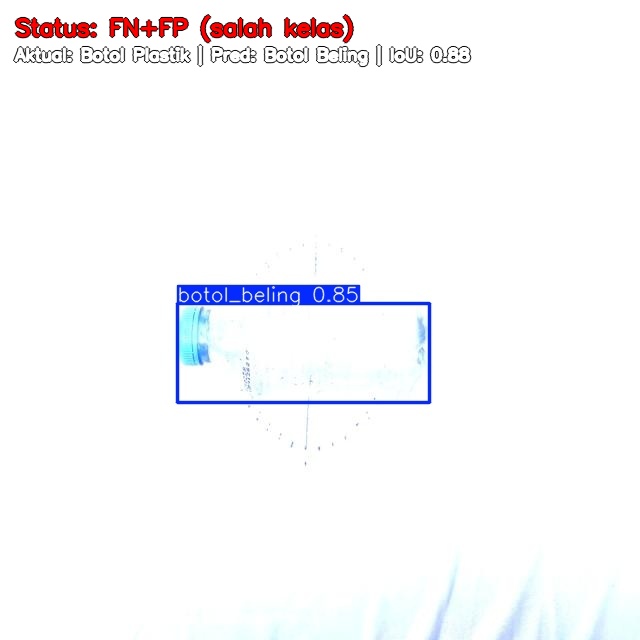 Status: FN+FP (salah kelas)
Aktual: Botol Plastik | Pred: Botol Beling | IoU: 0.88
botol_beling 0.85